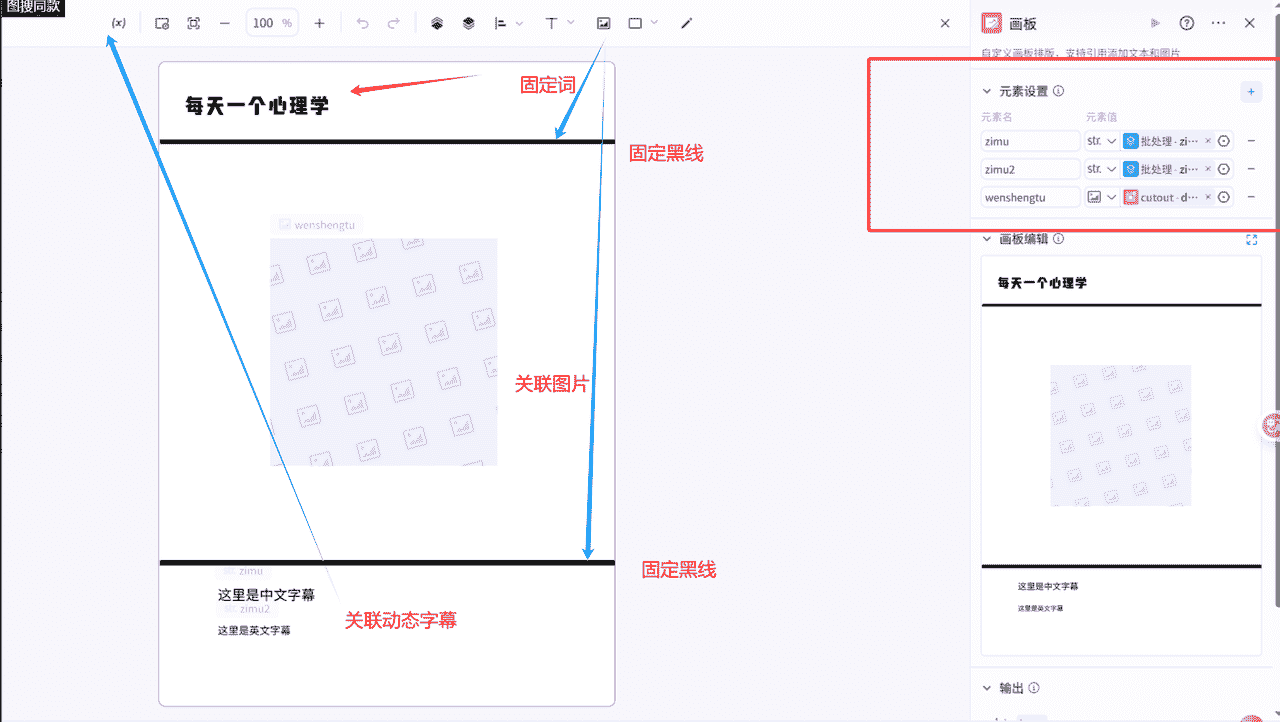 图搜同款
(x)
100 %
T
画板
自定义画板排版,支持引用添加文本和图片
固定词
每天一个心理学
固定黑线
元素设置
元素名 元素值
zimu str. 批处理 · zi···
zimu2 str. 批处理 · zi···
wenshengtu cutout · d···
wenshengtu
画板编辑
每天一个心理学
关联图片
固定黑线
zimu
这里是中文字幕
zimu2
这里是英文字幕
关联动态字幕
这里是中文字幕
这里是英文字幕
输出